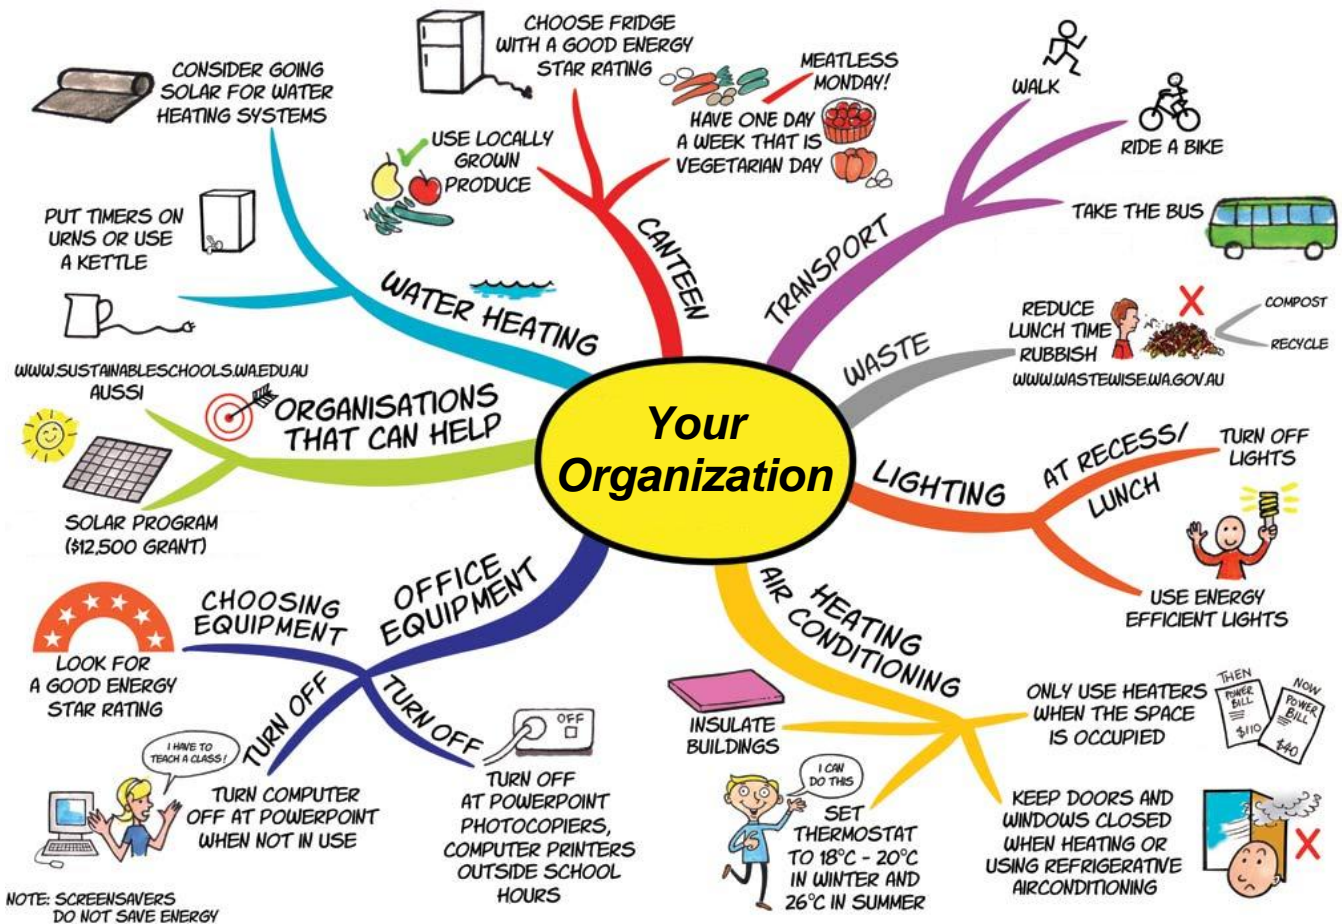 Your
Organization
CANTEEN
CHOOSE FRIDGE
WITH A GOOD ENERGY
STAR RATING
USE LOCALLY
GROWN
PRODUCE
MEATLESS
MONDAY!
HAVE ONE DAY
A WEEK THAT IS
VEGETARIAN DAY
TRANSPORT
WALK
RIDE A BIKE
TAKE THE BUS
WASTE
REDUCE
LUNCH TIME
RUBBISH
WWW.WASTEWISE.WA.GOV.AU
COMPOST
RECYCLE
LIGHTING
AT RECESS/
LUNCH
TURN OFF
LIGHTS
USE ENERGY
EFFICIENT LIGHTS
HEATING
AIR CONDITIONING
ONLY USE HEATERS
WHEN THE SPACE
IS OCCUPIED
THEN
POWER
BILL
$110
NOW
POWER
BILL
$40
KEEP DOORS AND
WINDOWS CLOSED
WHEN HEATING OR
USING REFRIGERATIVE
AIRCONDITIONING
I CAN
DO THIS
SET
THERMOSTAT
TO 18°C - 20°C
IN WINTER AND
26°C IN SUMMER
INSULATE
BUILDINGS
OFFICE
EQUIPMENT
TURN OFF
OFF
TURN OFF
AT POWERPOINT
PHOTOCOPIERS,
COMPUTER PRINTERS
OUTSIDE SCHOOL
HOURS
TURN OFF
I HAVE TO
TEACH A CLASS!
TURN COMPUTER
OFF AT POWERPOINT
WHEN NOT IN USE
NOTE: SCREENSAVERS
DO NOT SAVE ENERGY
CHOOSING
EQUIPMENT
LOOK FOR
A GOOD ENERGY
STAR RATING
ORGANISATIONS
THAT CAN HELP
WWW.SUSTAINABLESCHOOLS.WA.EDU.AU
AUSSI
SOLAR PROGRAM
($12,500 GRANT)
WATER HEATING
CONSIDER GOING
SOLAR FOR WATER
HEATING SYSTEMS
PUT TIMERS ON
URNS OR USE
A KETTLE